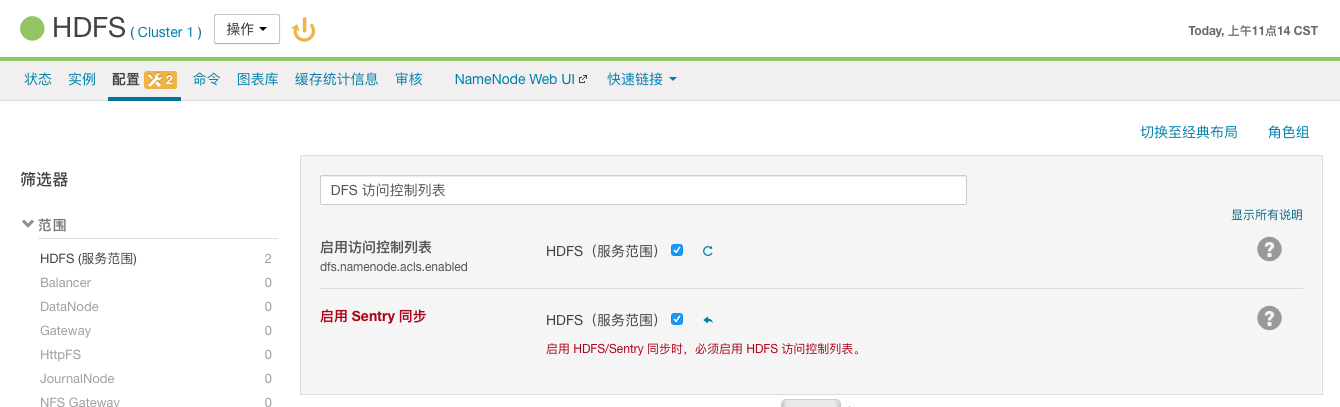 HDFS ( Cluster 1 ) 操作 Today, 上午11点14 CST
状态 实例 配置 2 命令 图表库 缓存统计信息 审核 NameNode Web UI 快速链接
切换至经典布局 角色组
筛选器
DFS 访问控制列表
显示所有说明
范围
启用访问控制列表 HDFS（服务范围） ?
dfs.namenode.acls.enabled
HDFS (服务范围) 2
Balancer 0
DataNode 0
启用 Sentry 同步 HDFS（服务范围） ?
Gateway 0
启用 HDFS/Sentry 同步时，必须启用 HDFS 访问控制列表。
HttpFS 0
JournalNode 0
NFS Gateway 0